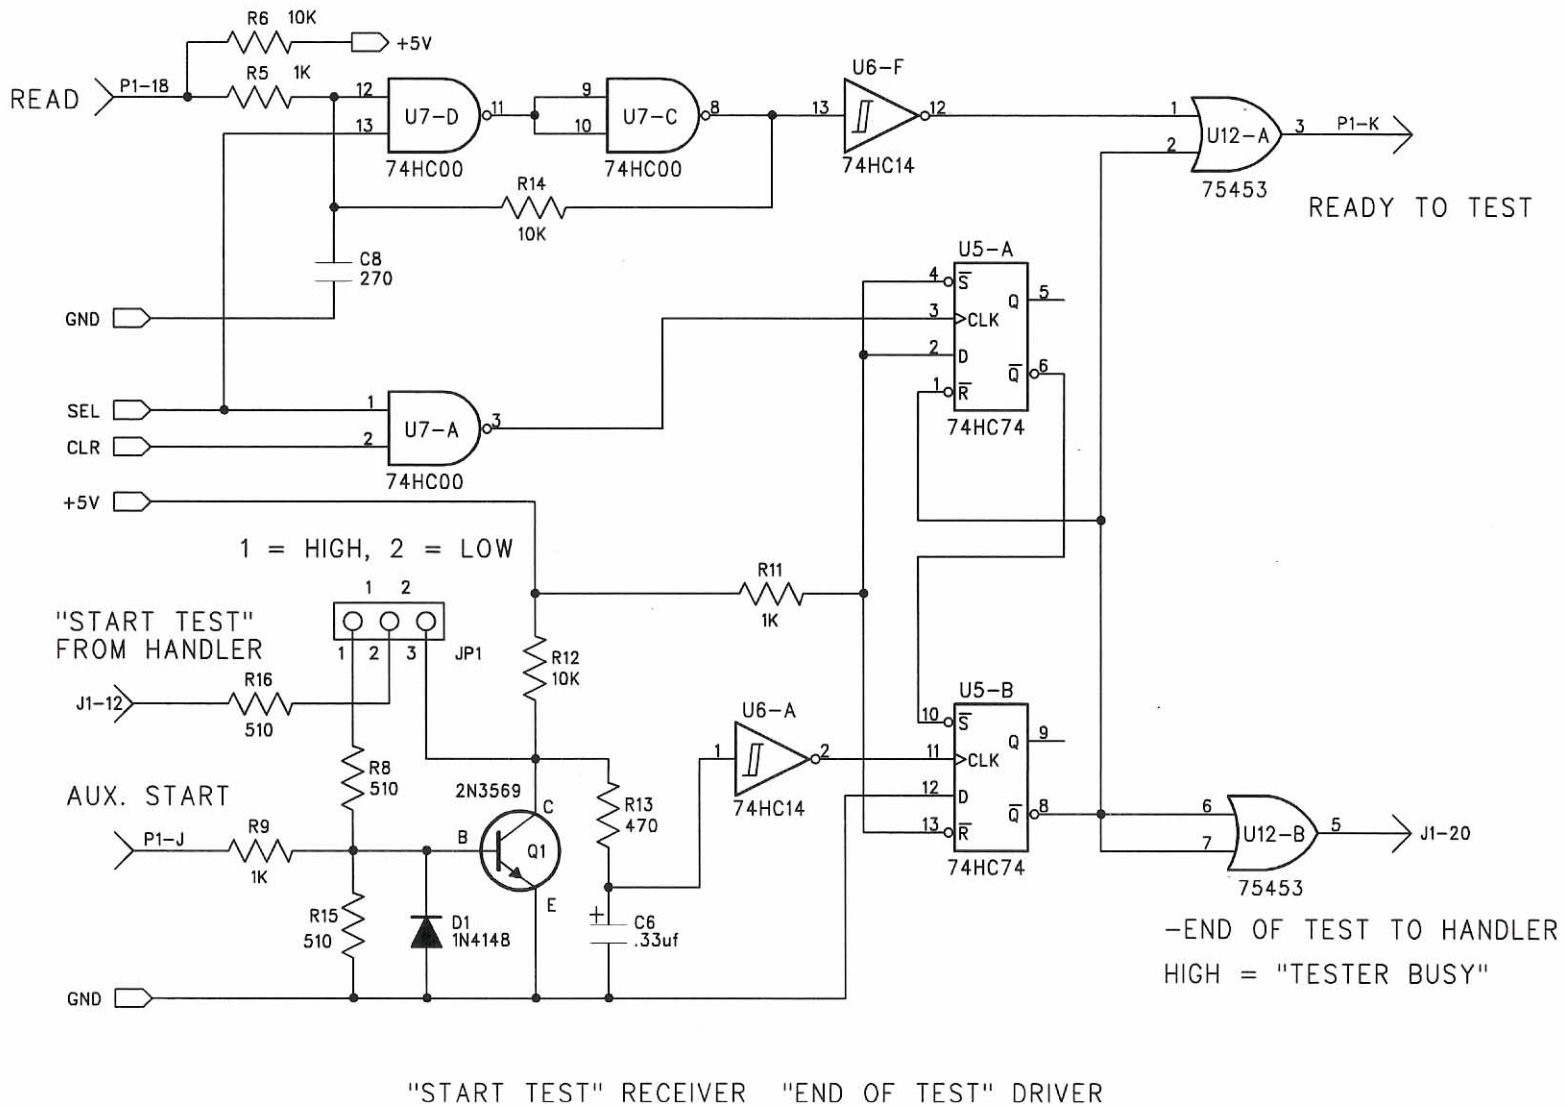 R6 10K
+5V
READ P1-18 R5 1K
12 13 U7-D 11
74HC00
9 10 U7-C 8
74HC00
U6-F
13 12
74HC14
1 2 U12-A 3 P1-K
75453
READY TO TEST
R14
10K
C8
270
GND
U5-A
4 S Q 5
3 CLK
2 D
1 R Q 6
74HC74
SEL 1
CLR 2
U7-A 3
74HC00
+5V
1 = HIGH, 2 = LOW
1 2
1 2 3 JP1
"START TEST"
FROM HANDLER
J1-12 R16
510
R11
1K
R12
10K
R8
510
AUX. START
P1-J R9
1K
R15
510
2N3569
B C E Q1
D1
1N4148
R13
470
C6
.33uf
+
U6-A
1 2
74HC14
U5-B
10 S Q 9
11 CLK
12 D Q 8
13 R
74HC74
6 7 U12-B 5 J1-20
75453
-END OF TEST TO HANDLER
HIGH = "TESTER BUSY"
GND
"START TEST" RECEIVER "END OF TEST" DRIVER